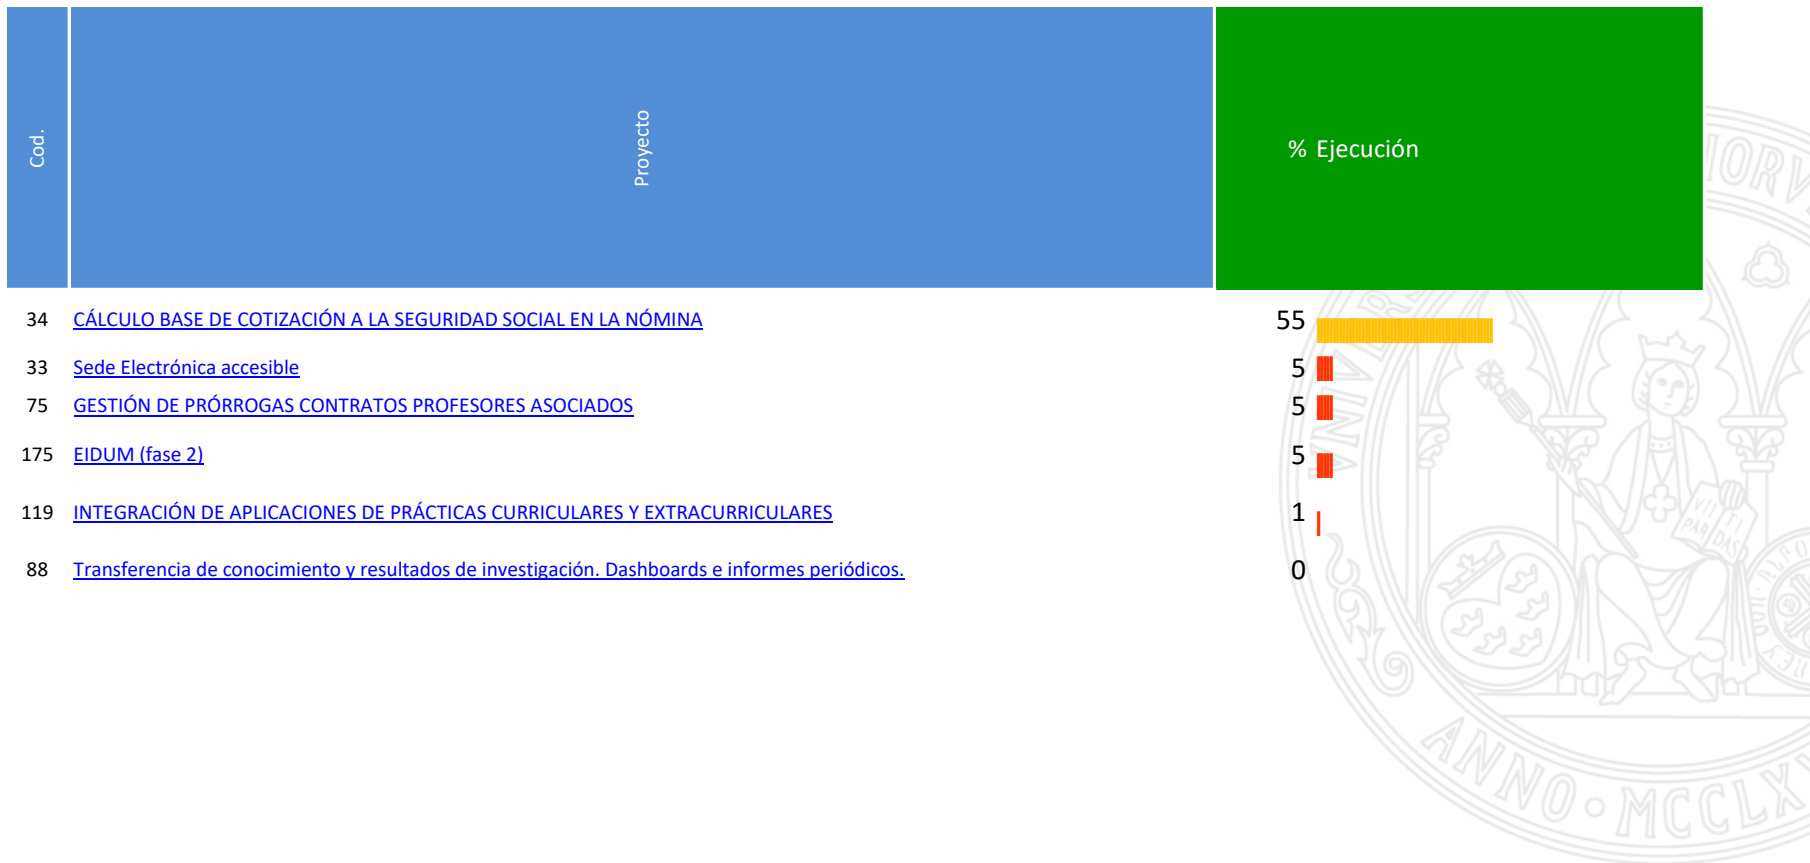 Cod.
Proyecto
% Ejecución
34 CÁLCULO BASE DE COTIZACIÓN A LA SEGURIDAD SOCIAL EN LA NÓMINA 55
33 Sede Electrónica accesible 5
75 GESTIÓN DE PRÓRROGAS CONTRATOS PROFESORES ASOCIADOS 5
175 EIDUM (fase 2) 5
119 INTEGRACIÓN DE APLICACIONES DE PRÁCTICAS CURRICULARES Y EXTRACURRICULARES 1
88 Transferencia de conocimiento y resultados de investigación. Dashboards e informes periódicos. 0
ANNO · MCCLX